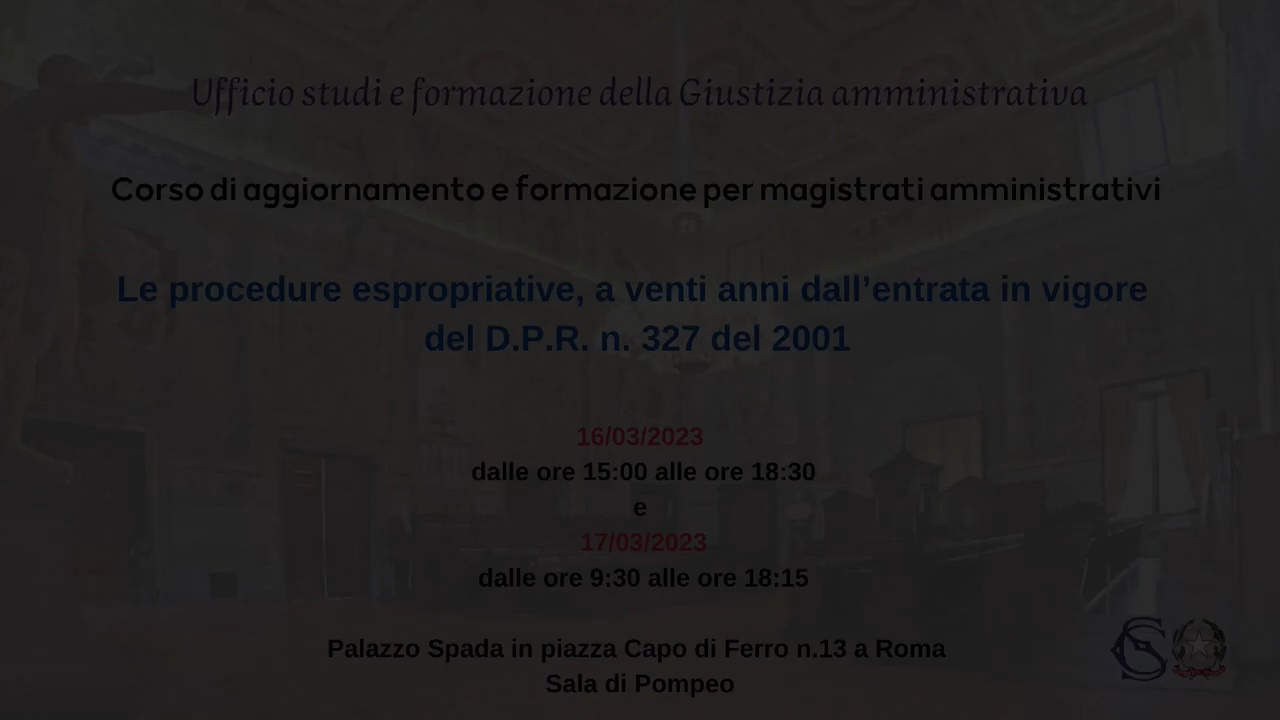 Ufficio studi e formazione della Giustizia amministrativa
Corso di aggiornamento e formazione per magistrati amministrativi
Le procedure espropriative, a venti anni dall’entrata in vigore
del D.P.R. n. 327 del 2001
16/03/2023
dalle ore 15:00 alle ore 18:30
e
17/03/2023
dalle ore 9:30 alle ore 18:15
Palazzo Spada in piazza Capo di Ferro n.13 a Roma
Sala di Pompeo